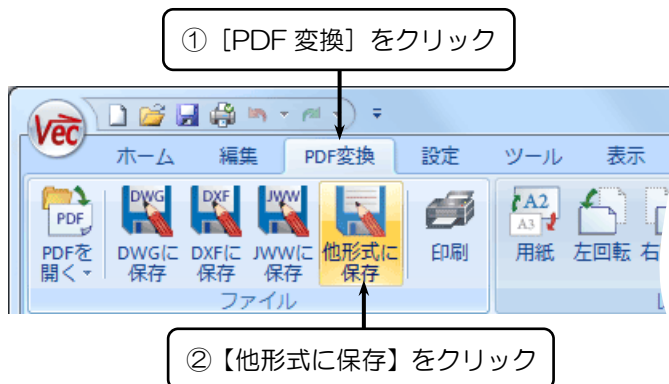 ① [PDF 変換] をクリック
Vec
ホーム 編集 PDF変換 設定 ツール 表示
DWG DXF JWW A2
PDF A3
PDFを DWGに DXFに JWWに 他形式に 印刷 用紙 左回転 右
開く 保存 保存 保存 保存
ファイル
②【他形式に保存】をクリック